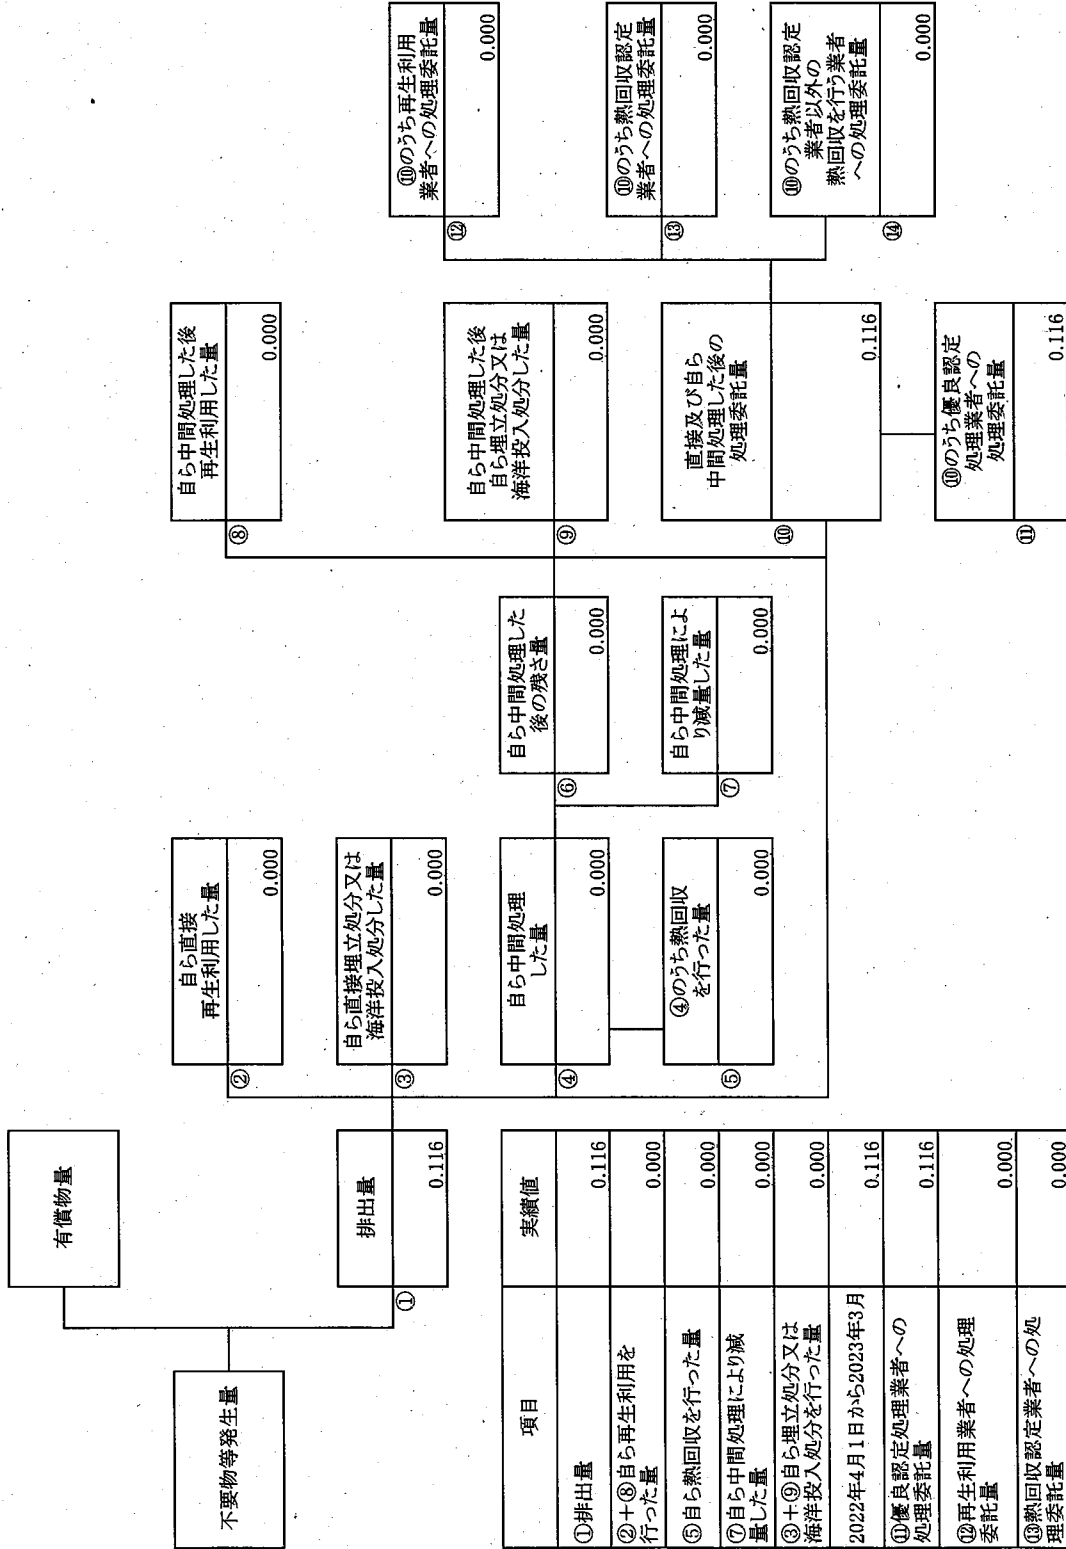 不要物等発生量
有償物量
排出量
①
0.116
自ら直接
再生利用した量
②
0.000
自ら直接埋立処分又は
海洋投入処分した量
③
0.000
自ら中間処理
した量
④
0.000
④のうち熱回収
を行った量
⑤
0.000
自ら中間処理した
後の残さ量
⑥
0.000
自ら中間処理によ
り減量した量
⑦
0.000
自ら中間処理した後
再生利用した量
⑧
0.000
自ら中間処理した後
自ら埋立処分又は
海洋投入処分した量
⑨
0.000
直接及び自ら
中間処理した後の
処理委託量
⑩
0.116
⑩のうち優良認定
処理業者への
処理委託量
⑪
0.116
⑩のうち再生利用
業者への処理委託量
⑫
0.000
⑩のうち熱回収認定
業者への処理委託量
⑬
0.000
⑩のうち熱回収認定
業者以外の
熱回収を行う業者
への処理委託量
⑭
0.000
項目 実績値
①排出量 0.116
②+⑧自ら再生利用を
行った量 0.000
⑤自ら熱回収を行った量 0.000
⑦自ら中間処理により減
量した量 0.000
③+⑨自ら埋立処分又は
海洋投入処分を行った量 0.000
2022年4月1日から2023年3月 0.116
⑪優良認定処理業者への
処理委託量 0.116
⑫再生利用業者への処理
委託量 0.000
⑬熱回収認定業者への処
理委託量 0.000